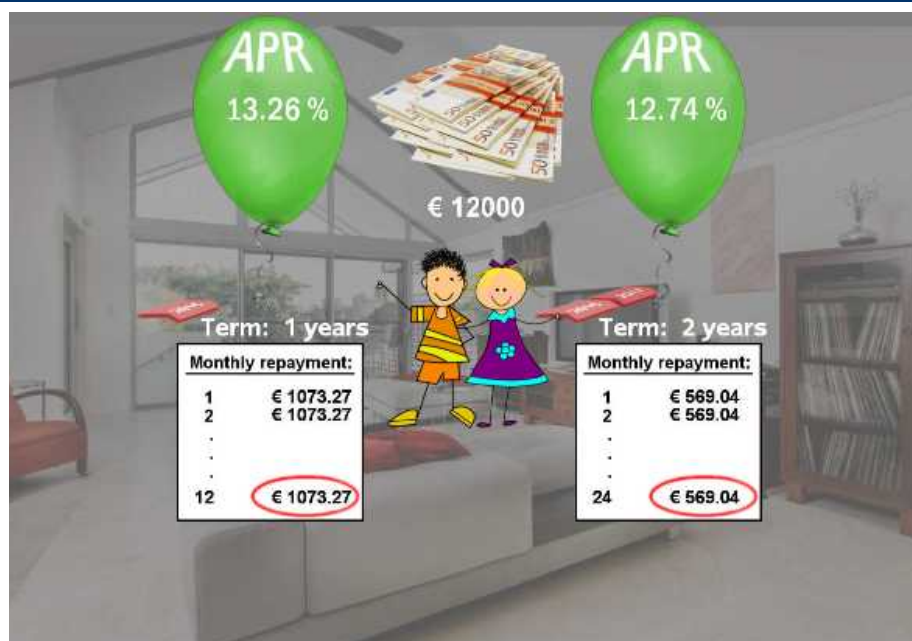 APR
13.26 %
€ 12000
APR
12.74 %
Term: 1 years
Monthly repayment:
1 € 1073.27
2 € 1073.27
.
.
.
12 € 1073.27
Term: 2 years
Monthly repayment:
1 € 569.04
2 € 569.04
.
.
.
24 € 569.04